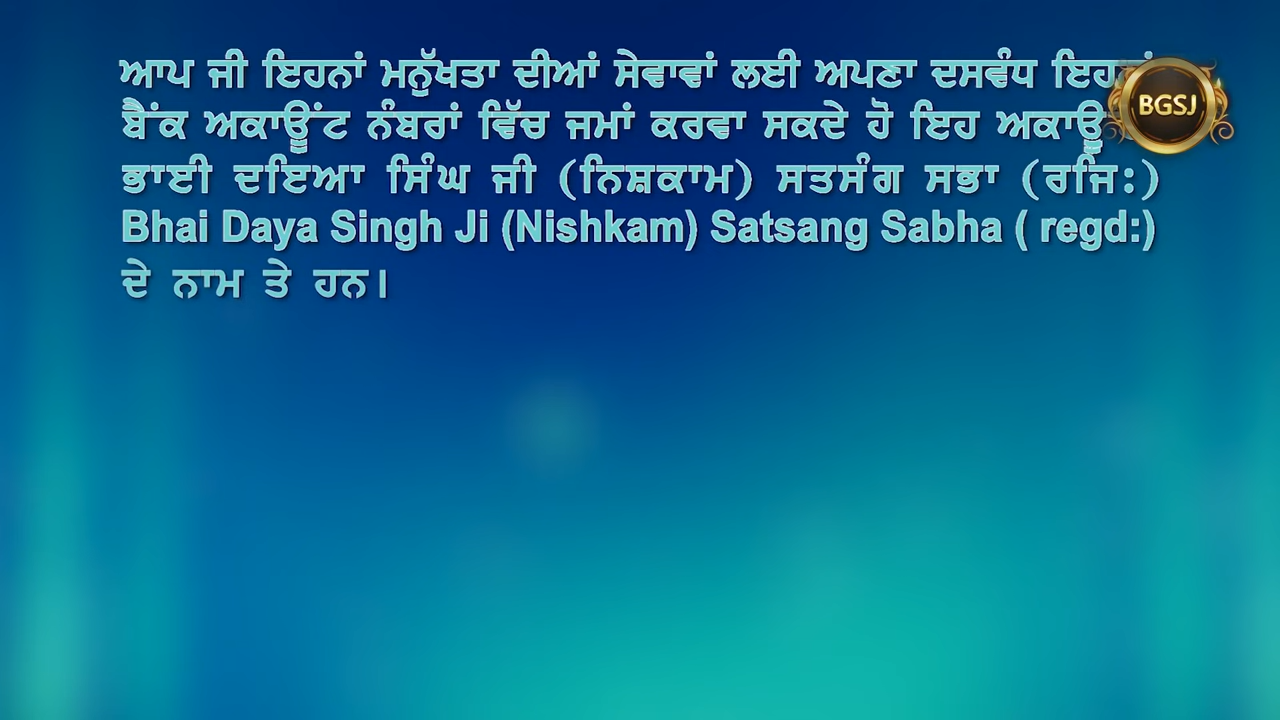 ਆਪ ਜੀ ਇਹਨਾਂ ਮਨੁੱਖਤਾ ਦੀਆਂ ਸੇਵਾਵਾਂ ਲਈ ਅਪਣਾ ਦਸਵੰਧ
ਬੈਂਕ ਅਕਾਊਂਟ ਨੰਬਰਾਂ ਵਿੱਚ ਜਮਾਂ ਕਰਵਾ ਸਕਦੇ ਹੋ ਇਹ
ਭਾਈ ਦਇਆ ਸਿੰਘ ਜੀ (ਨਿਸ਼ਕਾਮ) ਸਤਸੰਗ ਸਭਾ (ਰਜਿ:)
Bhai Daya Singh Ji (Nishkam) Satsang Sabha ( regd:)
ਦੇ ਨਾਮ ਤੇ ਹਨ।
BGSJ